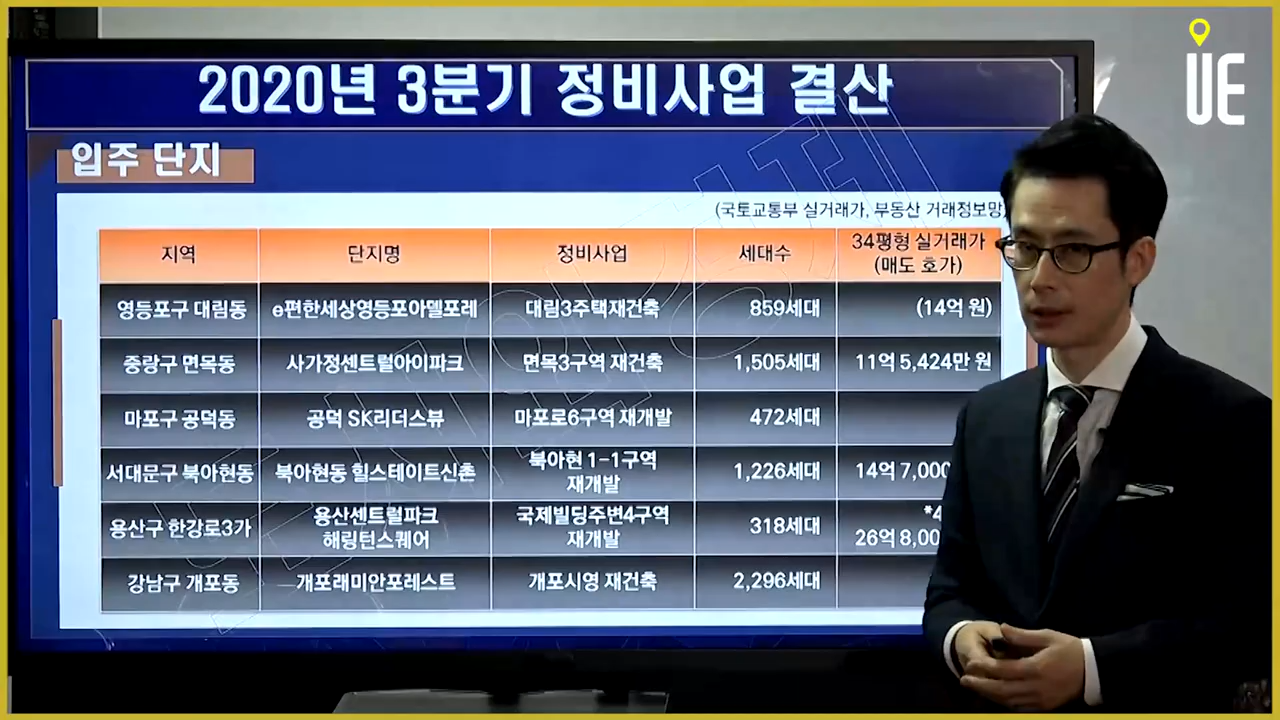 2020년 3분기 정비사업 결산
UE
입주 단지
(국토교통부 실거래가, 부동산 거래정보망)
지역 단지명 정비사업 세대수 34평형 실거래가
(매도 호가)
영등포구 대림동 e편한세상영등포아델포레 대림3주택재건축 859세대 (14억 원)
중랑구 면목동 사가정센트럴아이파크 면목3구역 재건축 1,505세대 11억 5,424만 원
마포구 공덕동 공덕 SK리더스뷰 마포로6구역 재개발 472세대
서대문구 북아현동 북아현동 힐스테이트신촌 북아현 1-1구역
재개발 1,226세대 14억 7,000
용산구 한강로3가 용산센트럴파크
해링턴스퀘어 국제빌딩주변4구역
재개발 318세대 *4
26억 8,00
강남구 개포동 개포래미안포레스트 개포시영 재건축 2,296세대